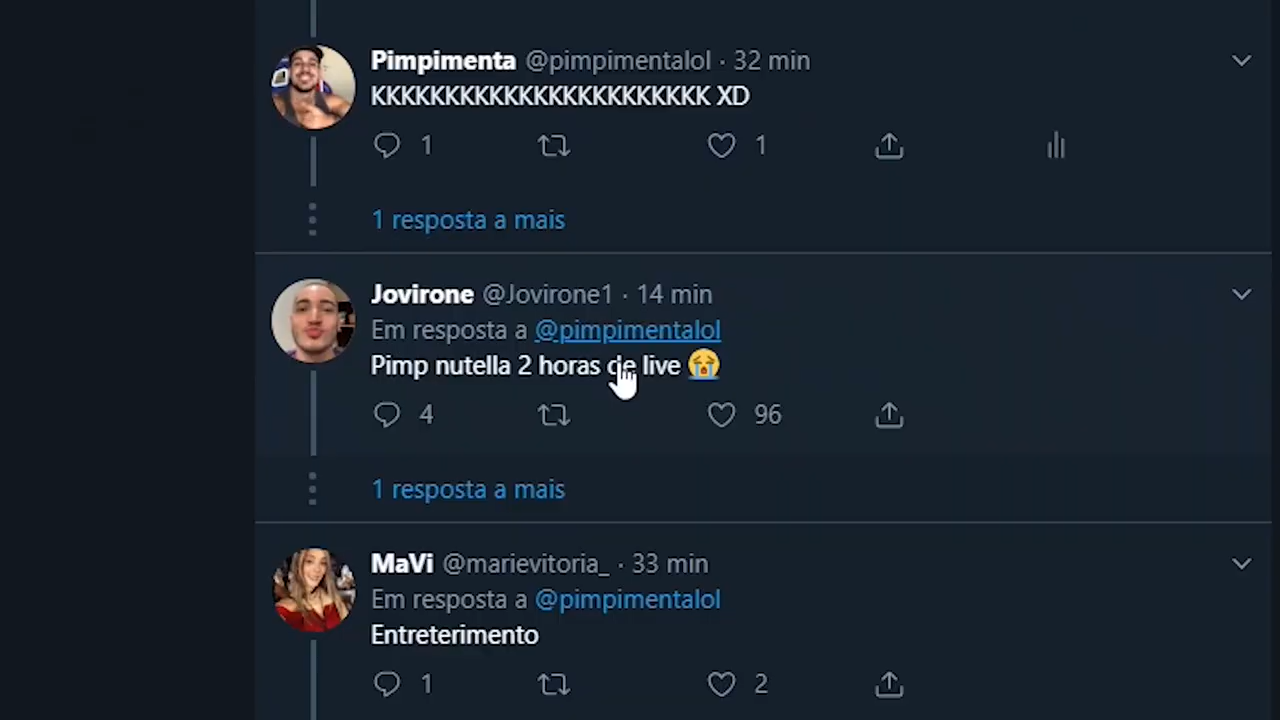 Pimpimenta @pimpimentalol · 32 min
KKKKKKKKKKKKKKKKKKKKKKK XD
1 1
1 resposta a mais
Jovirone @Jovirone1 · 14 min
Em resposta a @pimpimentalol
Pimp nutella 2 horas de live 😭
4 96
1 resposta a mais
MaVi @marievitoria_ · 33 min
Em resposta a @pimpimentalol
Entreterimento
1 2